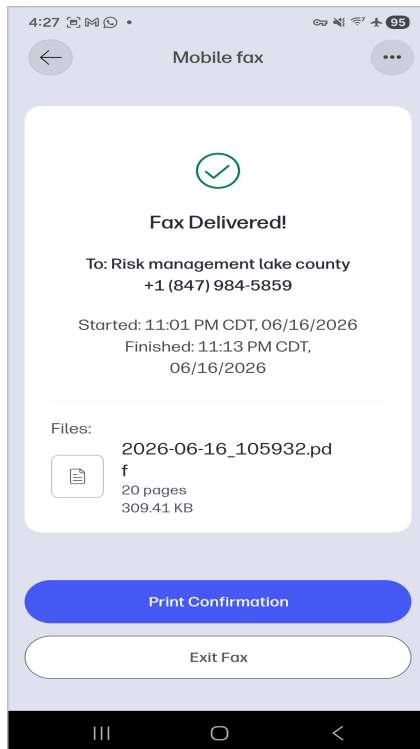 4:27
95
Mobile fax
Fax Delivered!
To: Risk management lake county
+1 (847) 984-5859
Started: 11:01 PM CDT, 06/16/2026
Finished: 11:13 PM CDT,
06/16/2026
Files:
2026-06-16_105932.pd
f
20 pages
309.41 KB
Print Confirmation
Exit Fax